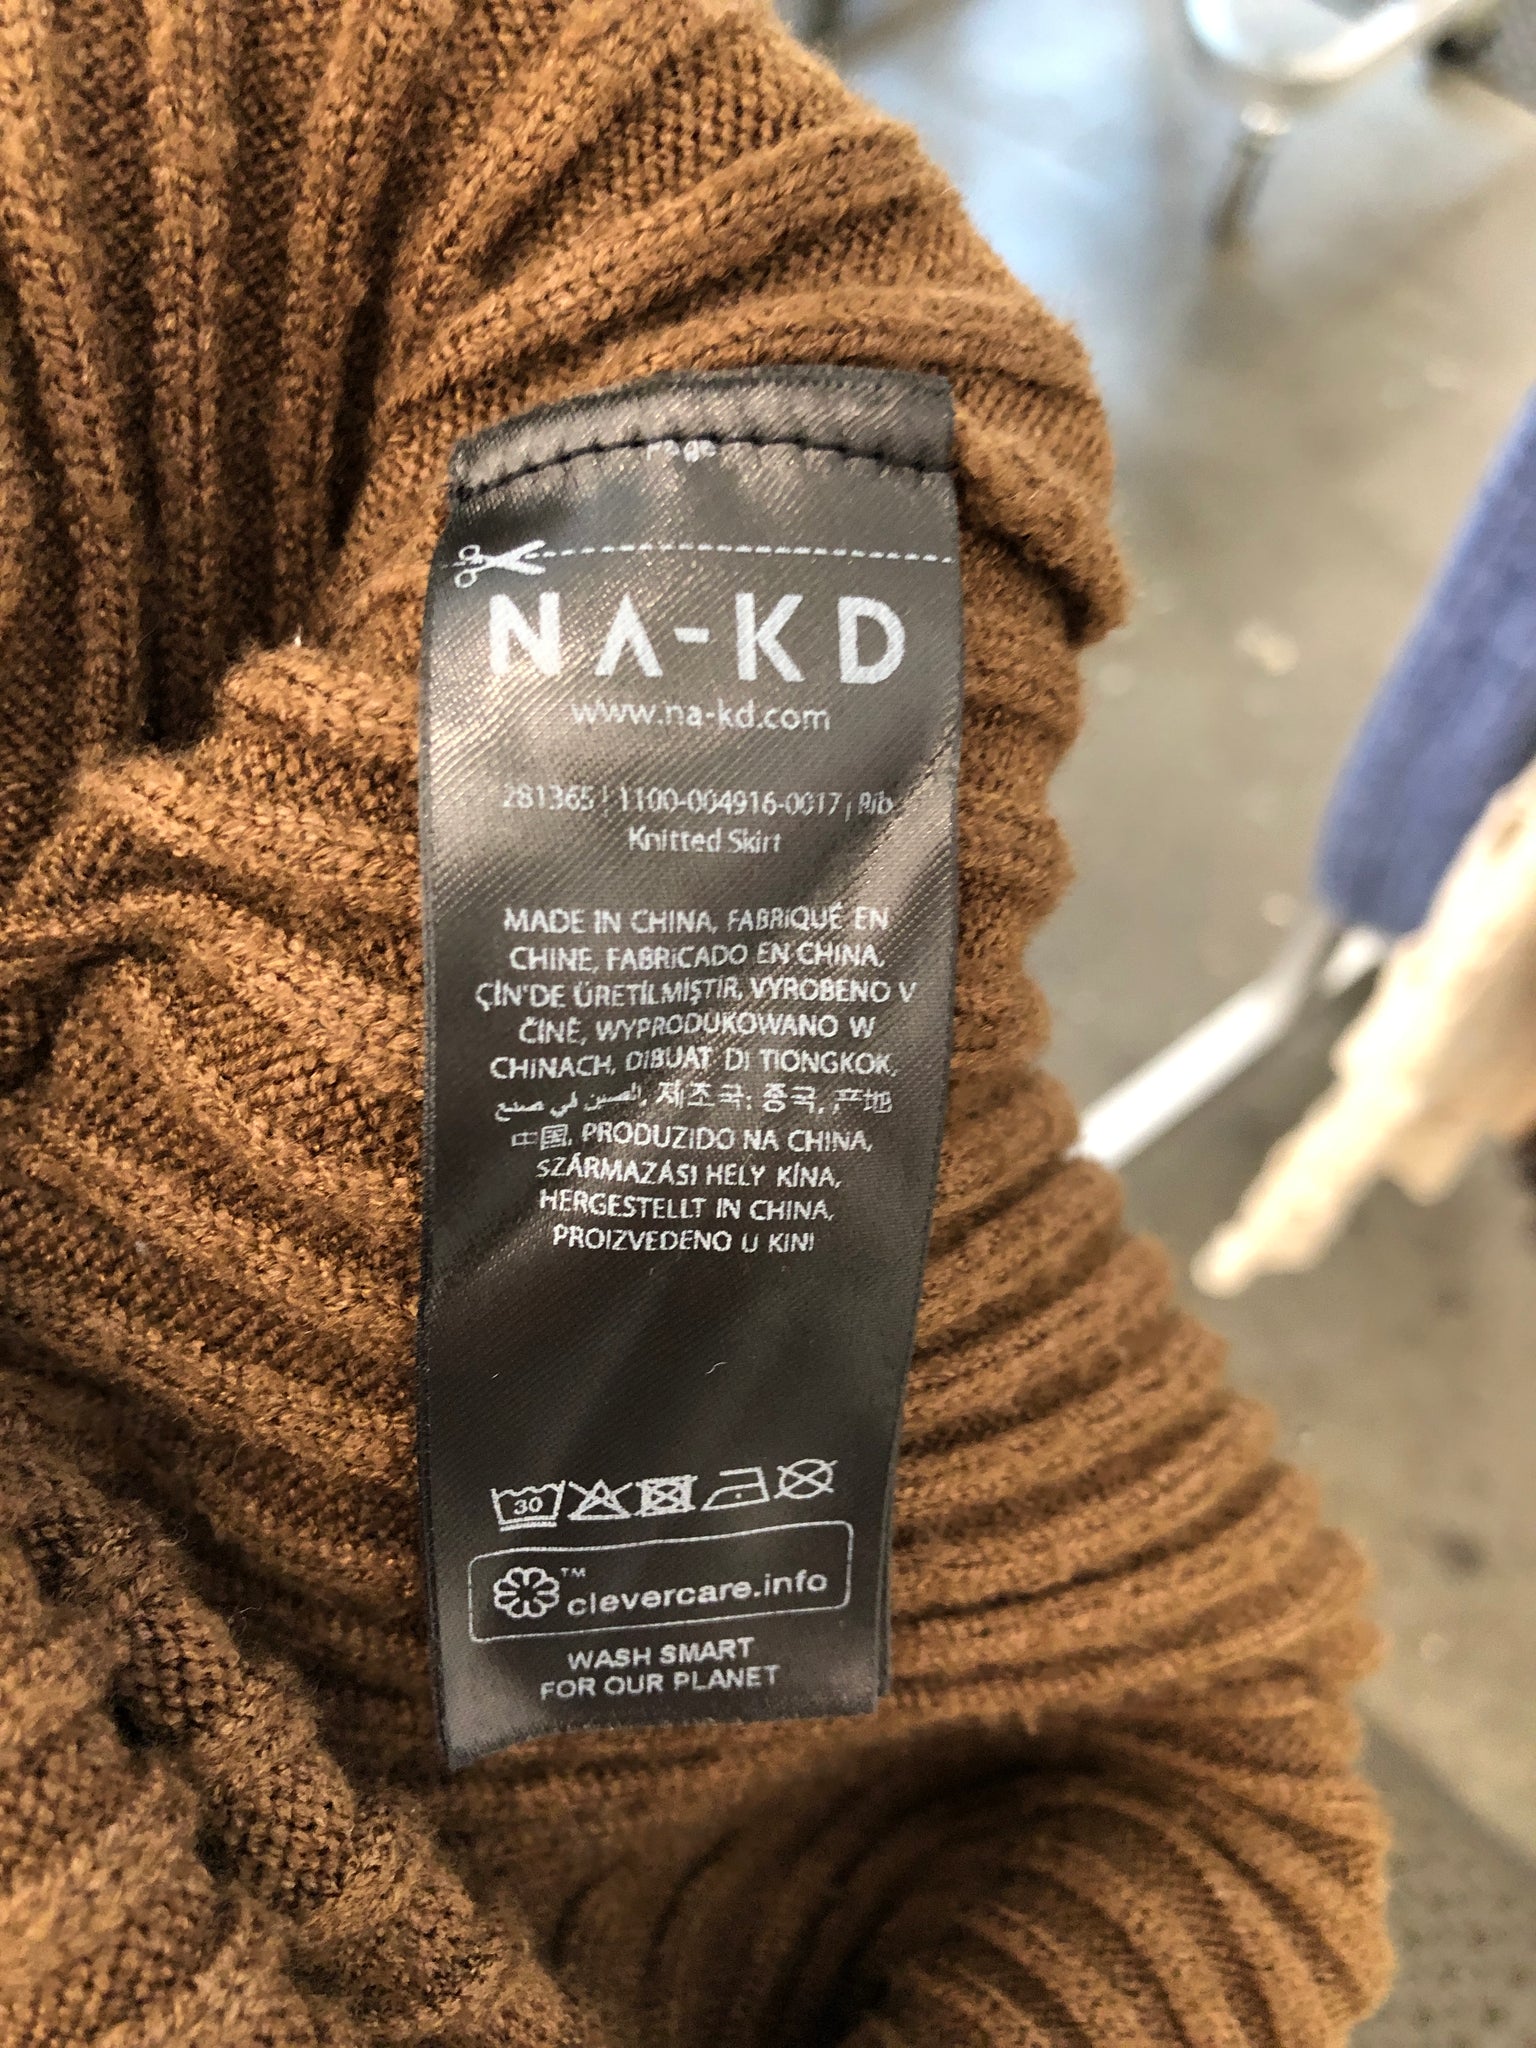 Page
NA-KD
www.na-kd.com
281365 | 1100-004916-0017 | Rib
Knitted Skirt
MADE IN CHINA, FABRIQUÉ EN
CHINE, FABRICADO EN CHINA,
ÇİN'DE ÜRETİLMİŞTİR, VYROBENO V
ČÍNĚ, WYPRODUKOWANO W
CHINACH, DIBUAT DI TIONGKOK,
صنع في الصين, 제조국: 중국, 产地
中国, PRODUZIDO NA CHINA,
SZÁRMAZÁSI HELY KÍNA,
HERGESTELLT IN CHINA,
PROIZVEDENO U KINI
30
™ clevercare.info
WASH SMART
FOR OUR PLANET